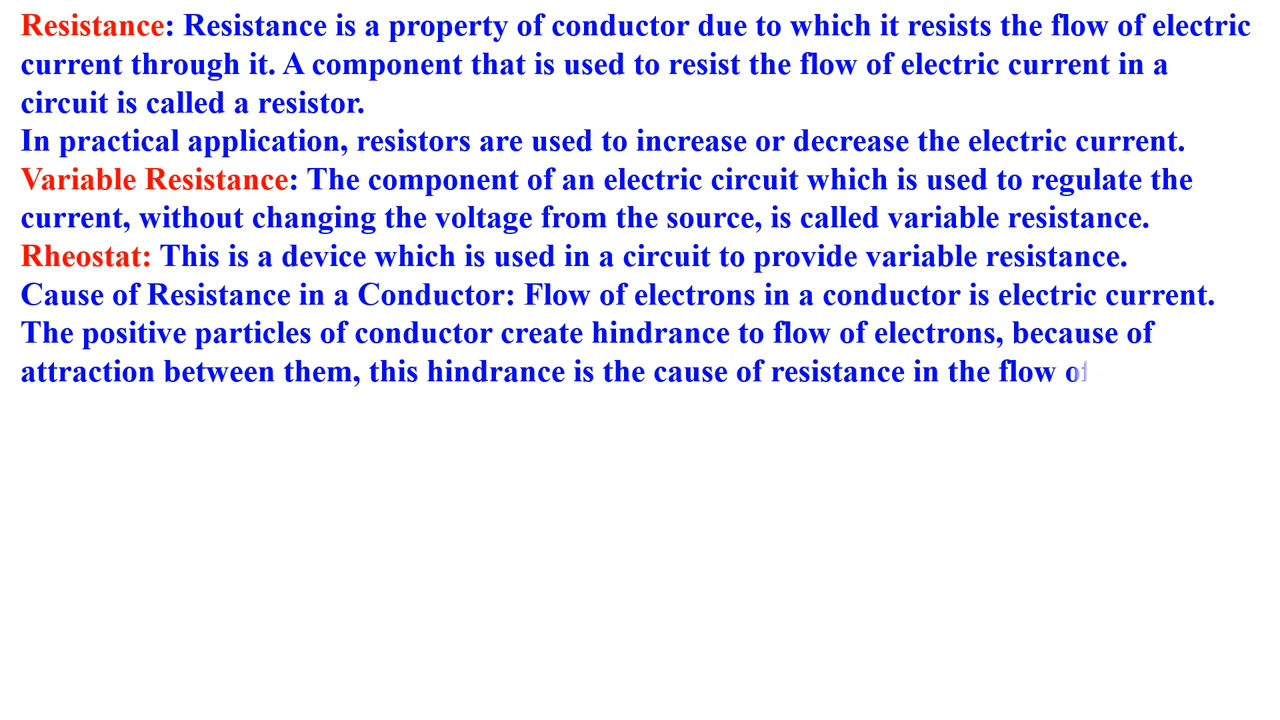 Resistance: Resistance is a property of conductor due to which it resists the flow of electric
current through it. A component that is used to resist the flow of electric current in a
circuit is called a resistor.
In practical application, resistors are used to increase or decrease the electric current.
Variable Resistance: The component of an electric circuit which is used to regulate the
current, without changing the voltage from the source, is called variable resistance.
Rheostat: This is a device which is used in a circuit to provide variable resistance.
Cause of Resistance in a Conductor: Flow of electrons in a conductor is electric current.
The positive particles of conductor create hindrance to flow of electrons, because of
attraction between them, this hindrance is the cause of resistance in the flow of